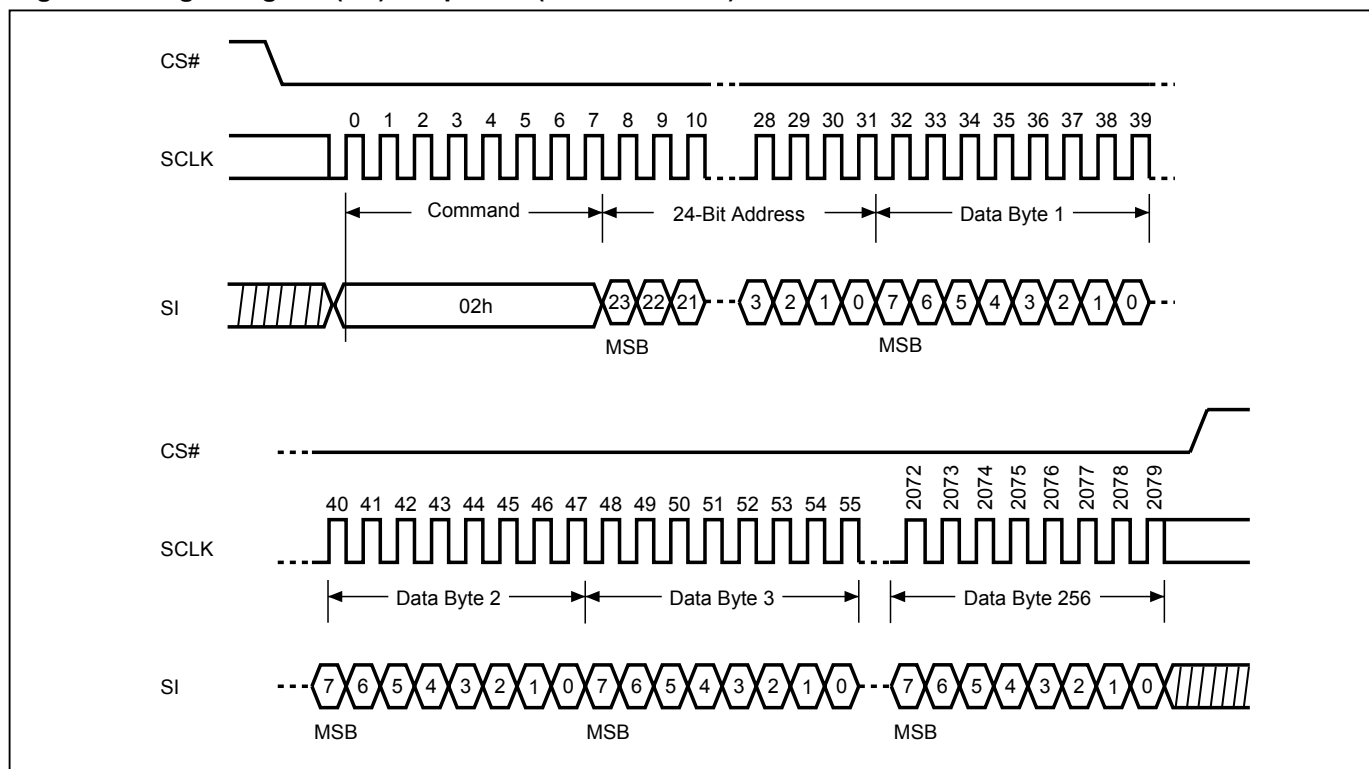 CS#
0 1 2 3 4 5 6 7 8 9 10 28 29 30 31 32 33 34 35 36 37 38 39
SCLK
Command 24-Bit Address Data Byte 1
SI 02h 23 22 21 3 2 1 0 7 6 5 4 3 2 1 0
MSB MSB
CS#
40 41 42 43 44 45 46 47 48 49 50 51 52 53 54 55 2072 2073 2074 2075 2076 2077 2078 2079
SCLK
Data Byte 2 Data Byte 3 Data Byte 256
SI 7 6 5 4 3 2 1 0 7 6 5 4 3 2 1 0 7 6 5 4 3 2 1 0
MSB MSB MSB